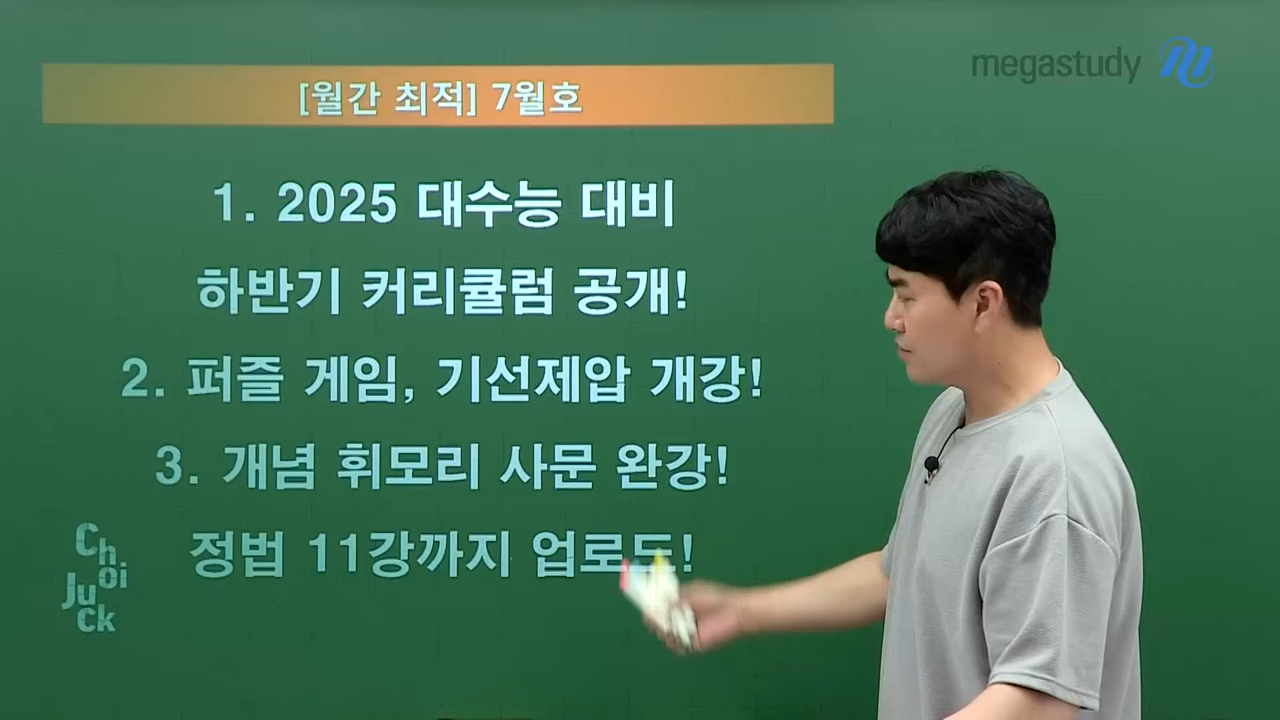 megastudy
[월간 최적] 7월호
1. 2025 대수능 대비
하반기 커리큘럼 공개!
2. 퍼즐 게임, 기선제압 개강!
3. 개념 휘모리 사문 완강!
정법 11강까지 업로드!
Choi
Juck